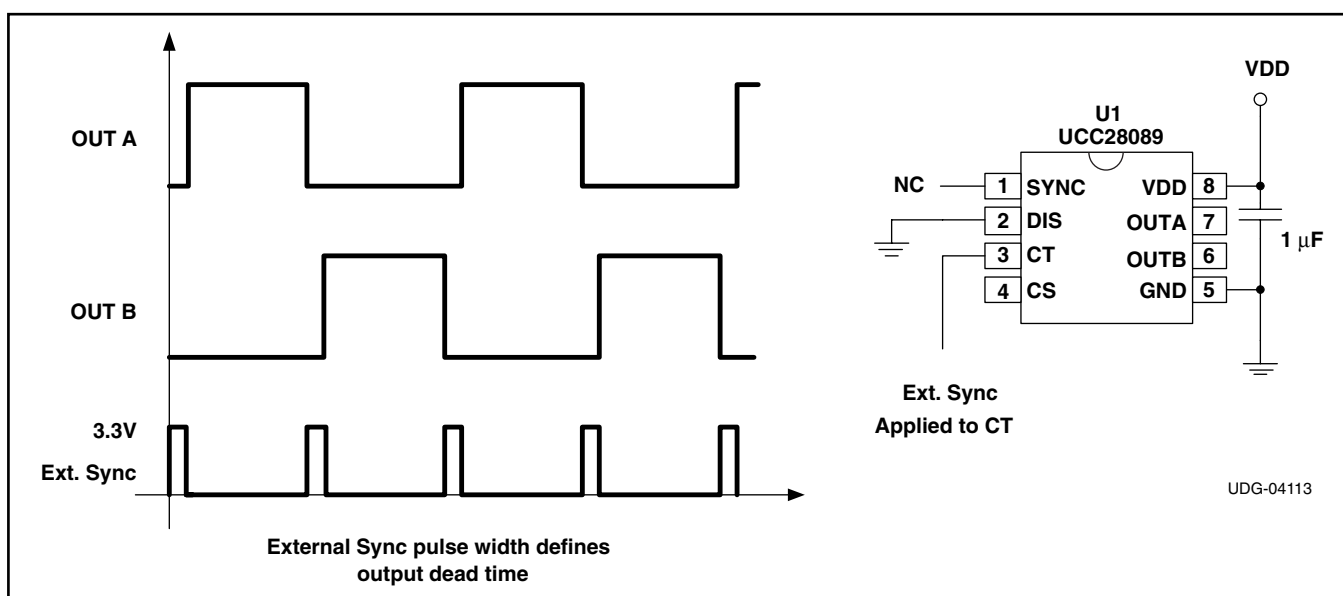 OUT A
OUT B
3.3V
Ext. Sync
External Sync pulse width defines
output dead time
VDD
U1
UCC28089
NC
1 SYNC
VDD 8
2 DIS
OUTA 7
3 CT
OUTB 6
4 CS
GND 5
1 μF
Ext. Sync
Applied to CT
UDG-04113